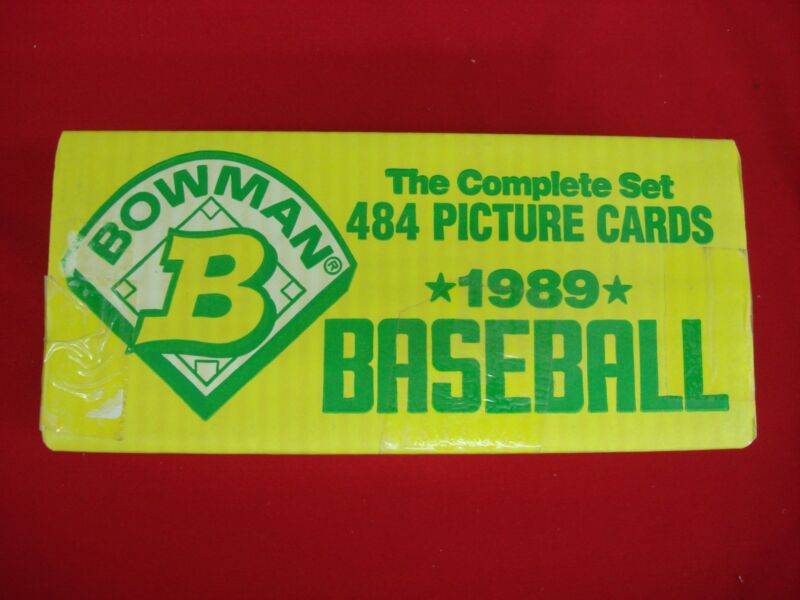 BOWMAN®
B
The Complete Set
484 PICTURE CARDS
★1989★
BASEBALL